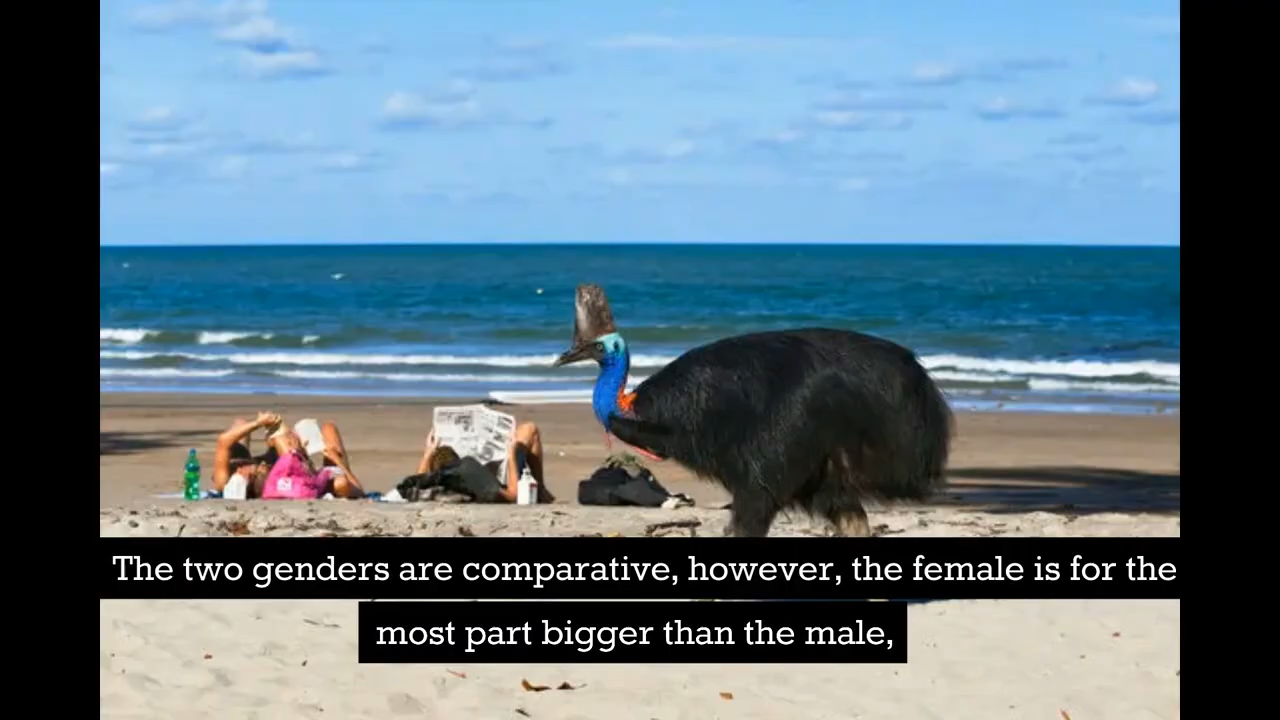 The two genders are comparative, however, the female is for the
most part bigger than the male,